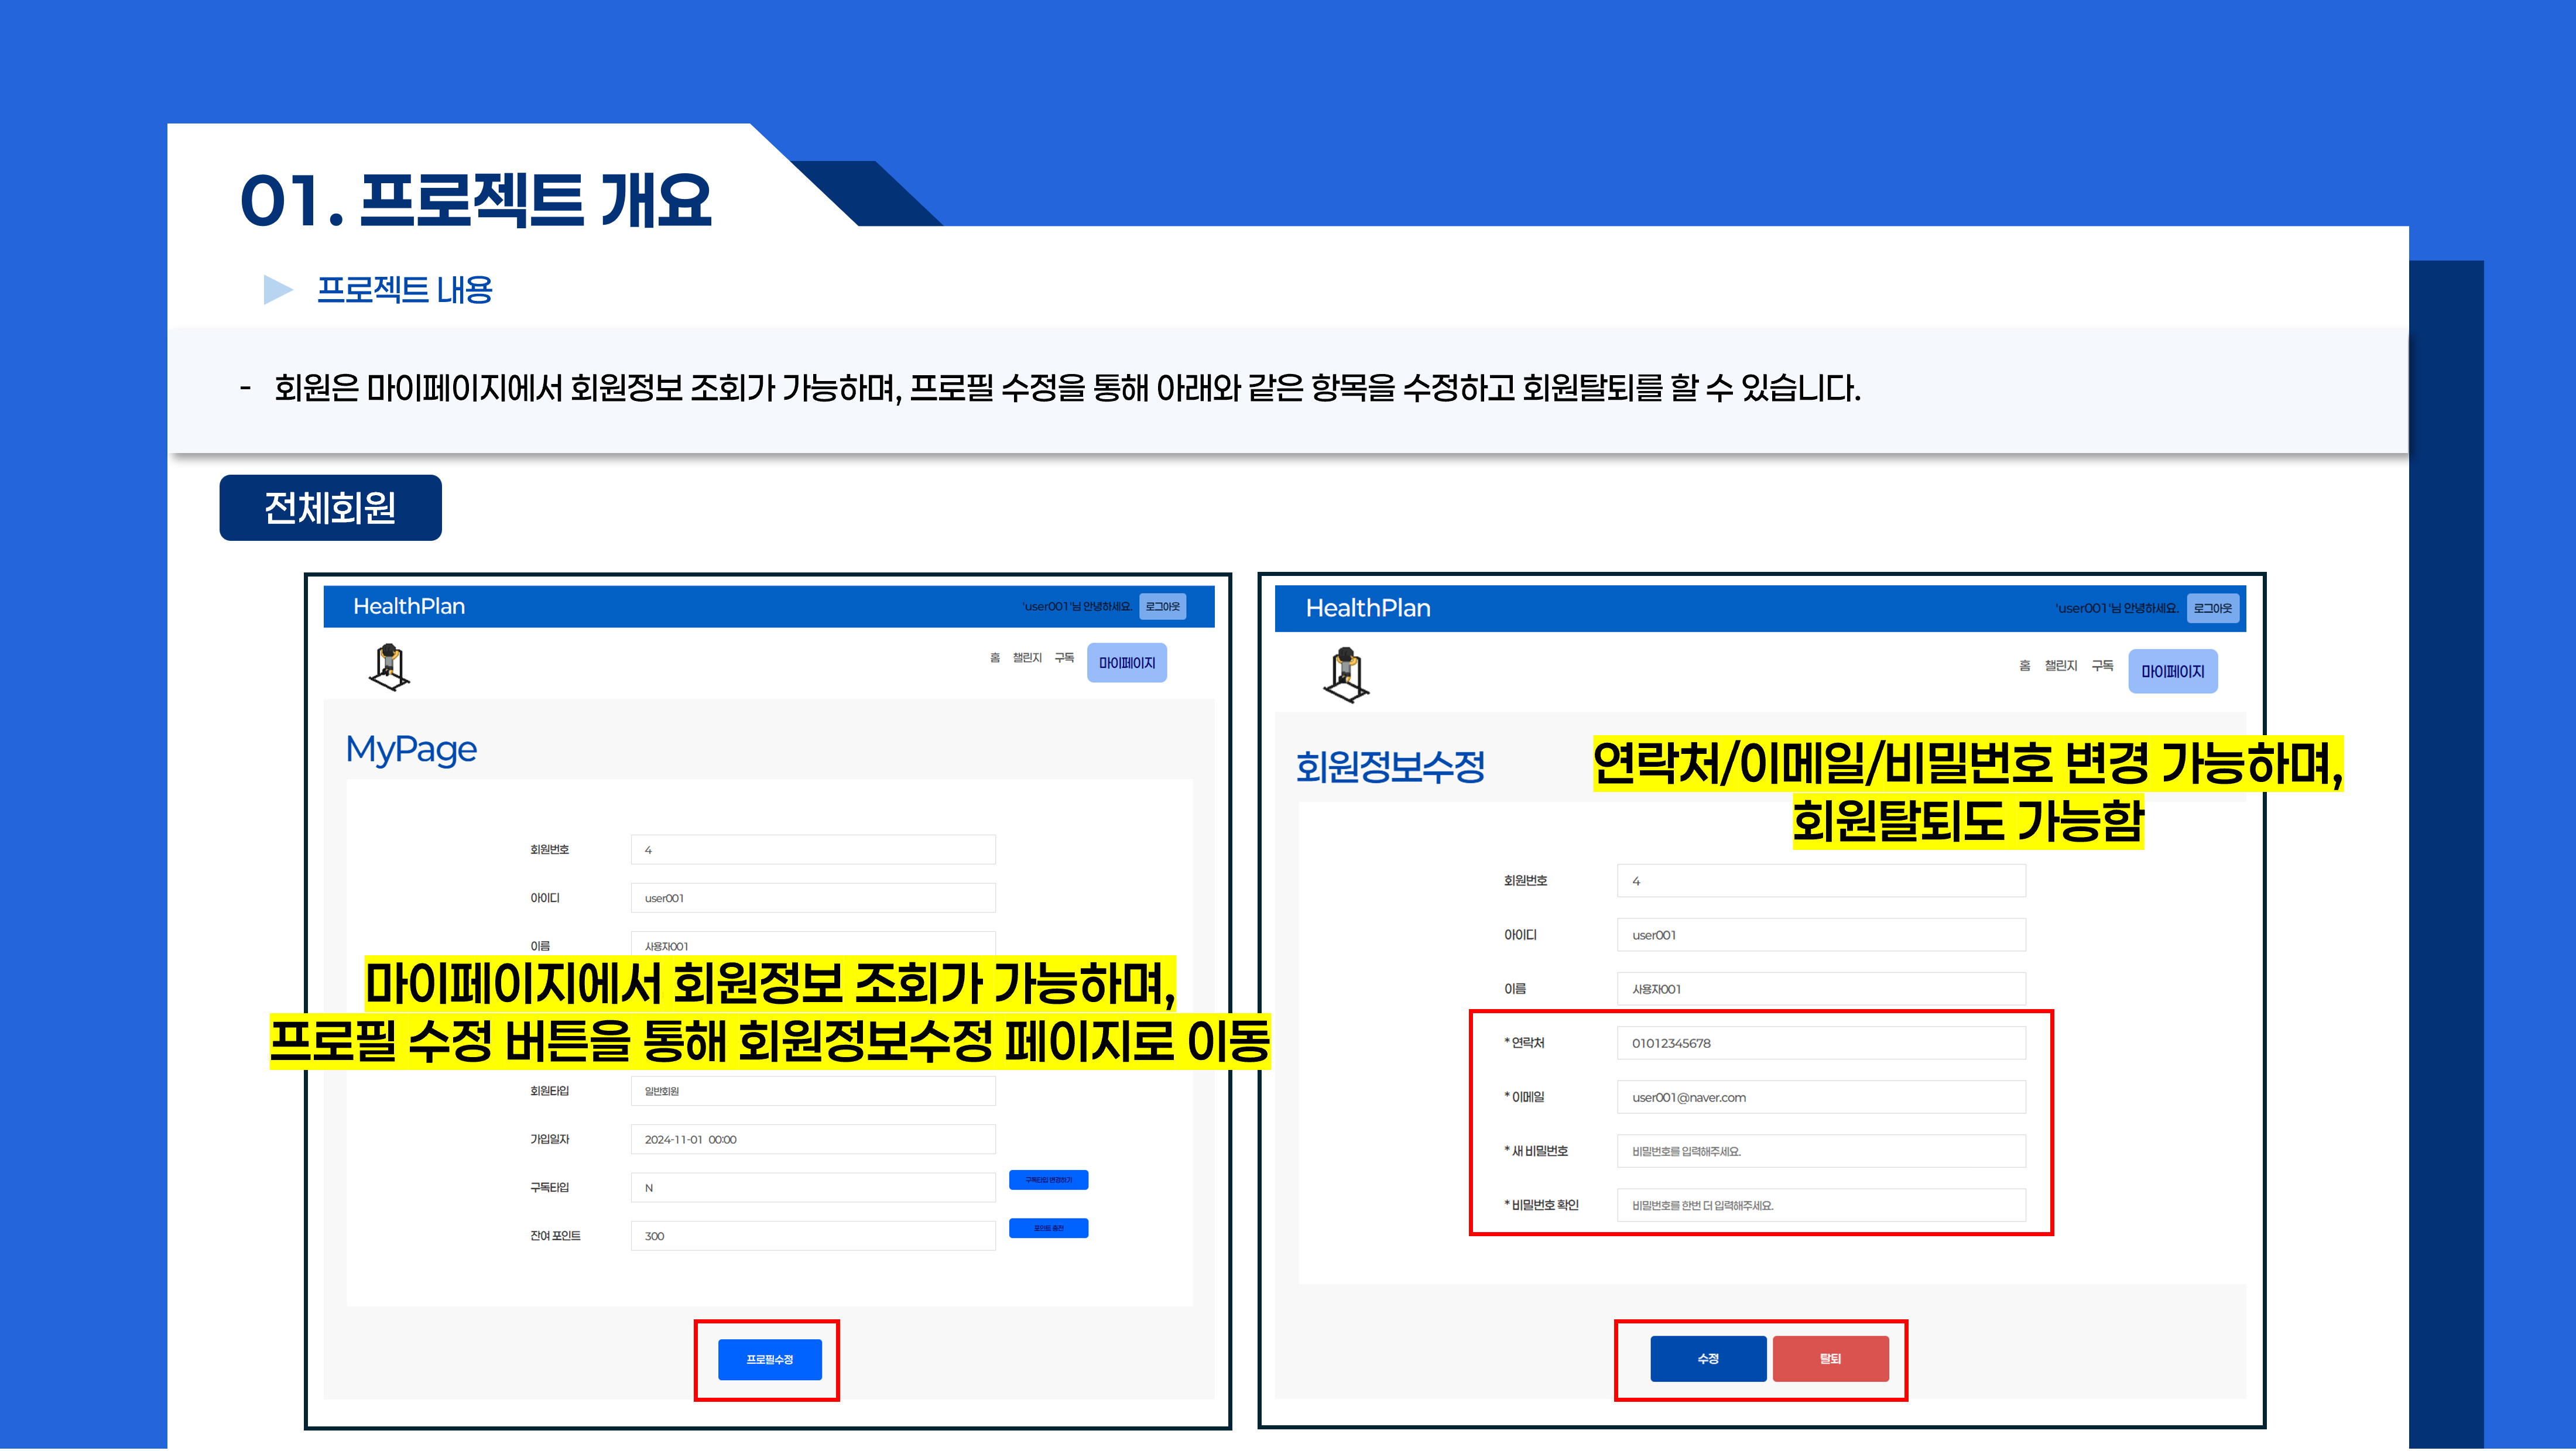 01. 프로젝트 개요
프로젝트 내용
- 회원은 마이페이지에서 회원정보 조회가 가능하며, 프로필 수정을 통해 아래와 같은 항목을 수정하고 회원탈퇴를 할 수 있습니다.
전체회원
HealthPlan
'user001'님 안녕하세요. 로그아웃
홈 챌린지 구독 마이페이지
MyPage
회원번호 4
아이디 user001
이름 사용자001
마이페이지에서 회원정보 조회가 가능하며,
프로필 수정 버튼을 통해 회원정보수정 페이지로 이동
회원타입 일반회원
가입일자 2024-11-01 00:00
구독타입 N 구독타입 변경하기
잔여 포인트 300 포인트 충전
프로필수정
HealthPlan
'user001'님 안녕하세요. 로그아웃
홈 챌린지 구독 마이페이지
회원정보수정
연락처/이메일/비밀번호 변경 가능하며,
회원탈퇴도 가능함
회원번호 4
아이디 user001
이름 사용자001
* 연락처 01012345678
* 이메일 user001@naver.com
* 새 비밀번호 비밀번호를 입력해주세요.
* 비밀번호 확인 비밀번호를 한번 더 입력해주세요.
수정 탈퇴